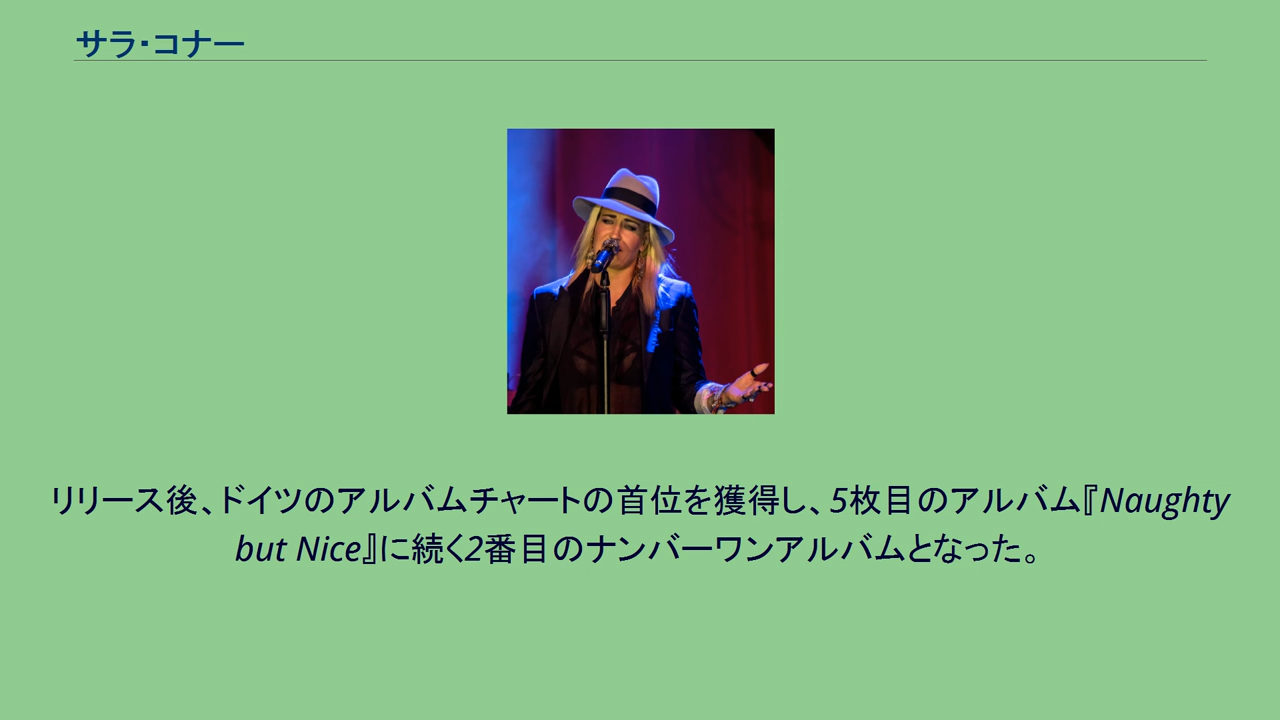 サラ・コナー
リリース後、ドイツのアルバムチャートの首位を獲得し、5枚目のアルバム『Naughty
but Nice』に続く2番目のナンバーワンアルバムとなった。